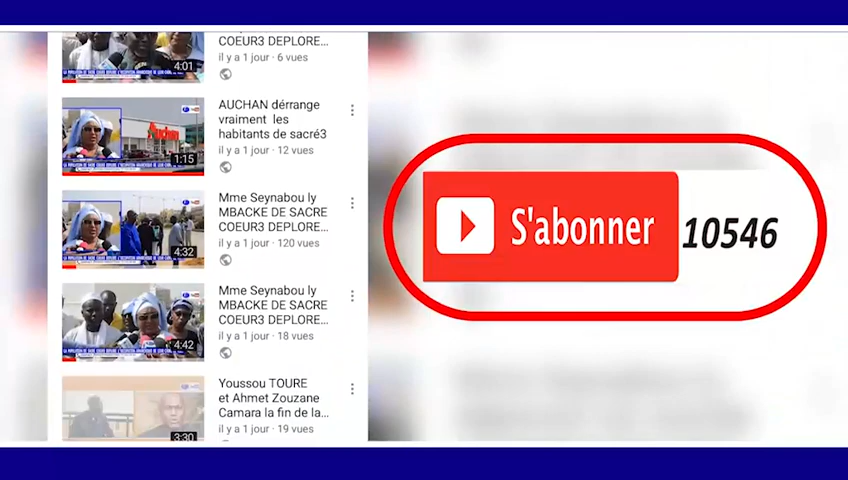 COEUR3 DEPLORE...
il y a 1 jour · 6 vues
4:01
AUCHAN dérrange
vraiment les
habitants de sacré3
il y a 1 jour · 12 vues
Auchan
1:15
Mme Seynabou ly
MBACKE DE SACRE
COEUR3 DEPLORE...
il y a 1 jour · 120 vues
4:32
Mme Seynabou ly
MBACKE DE SACRE
COEUR3 DEPLORE...
il y a 1 jour · 18 vues
4:42
Youssou TOURE
et Ahmet Zouzane
Camara la fin de la...
il y a 1 jour · 19 vues
3:30
S'abonner
10546